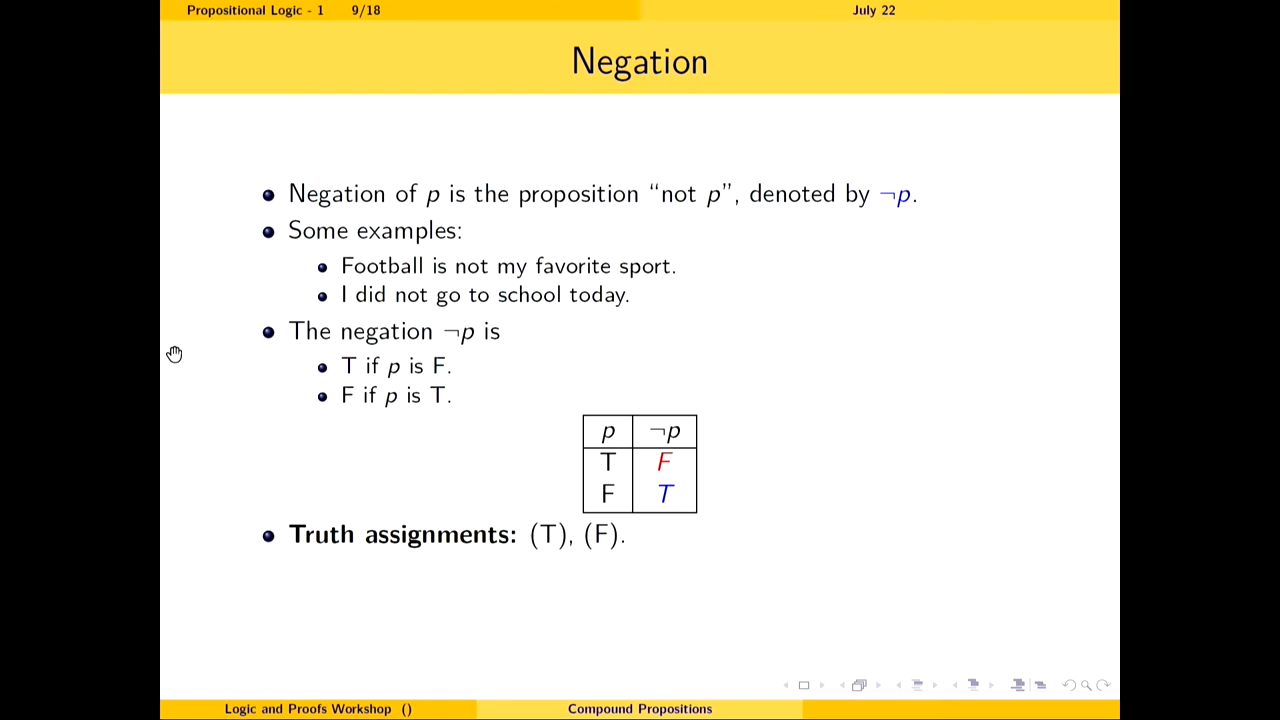 Propositional Logic - 1 9/18 July 22
Negation
Negation of p is the proposition “not p”, denoted by ¬p.
Some examples:
Football is not my favorite sport.
I did not go to school today.
The negation ¬p is
T if p is F.
F if p is T.
p ¬p
T F
F T
Truth assignments: (T), (F).
Logic and Proofs Workshop () Compound Propositions